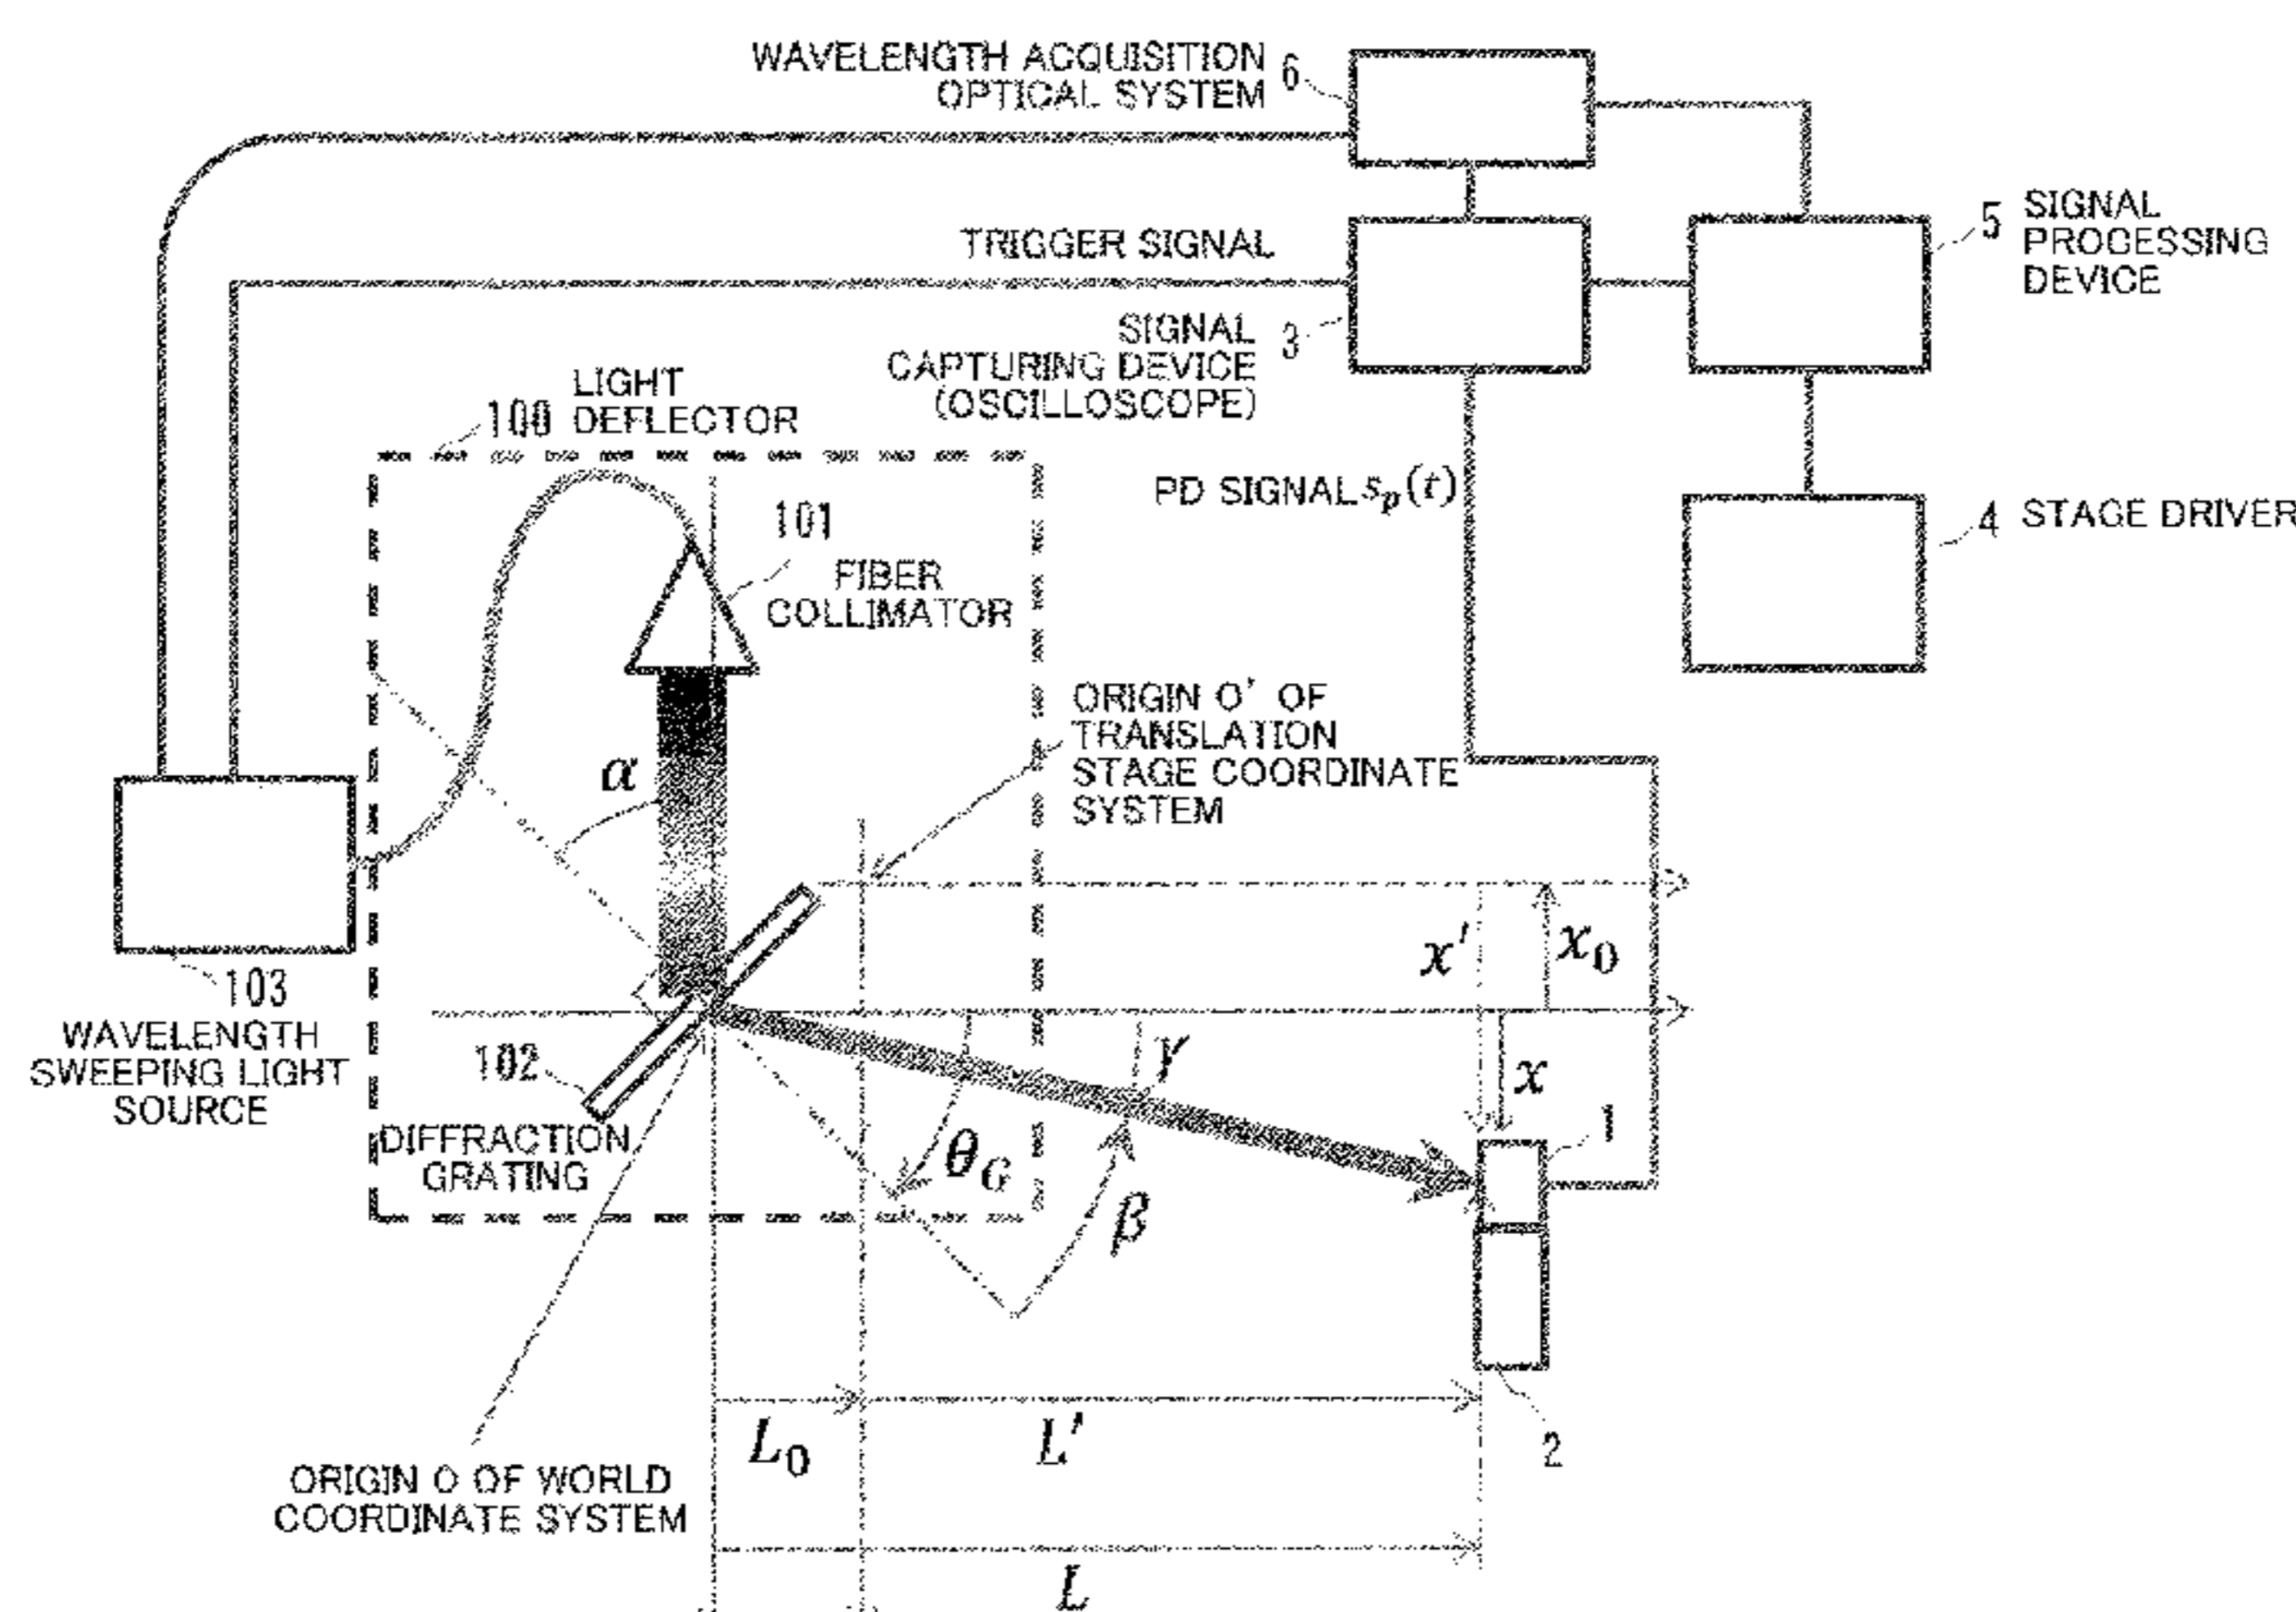 WAVELENGTH ACQUISITION
OPTICAL SYSTEM
6
TRIGGER SIGNAL
5
SIGNAL
PROCESSING
DEVICE
SIGNAL
CAPTURING DEVICE
(OSCILLOSCOPE)
3
100
LIGHT
DEFLECTOR
PD SIGNAL sₚ(t)
4 STAGE DRIVER
101
FIBER
COLLIMATOR
ORIGIN O' OF
TRANSLATION
STAGE COORDINATE
SYSTEM
α
x'
x₀
103
WAVELENGTH
SWEEPING LIGHT
SOURCE
102
DIFFRACTION
GRATING
γ
x
1
θG
β
L₀
L'
2
ORIGIN O OF WORLD
COORDINATE SYSTEM
L